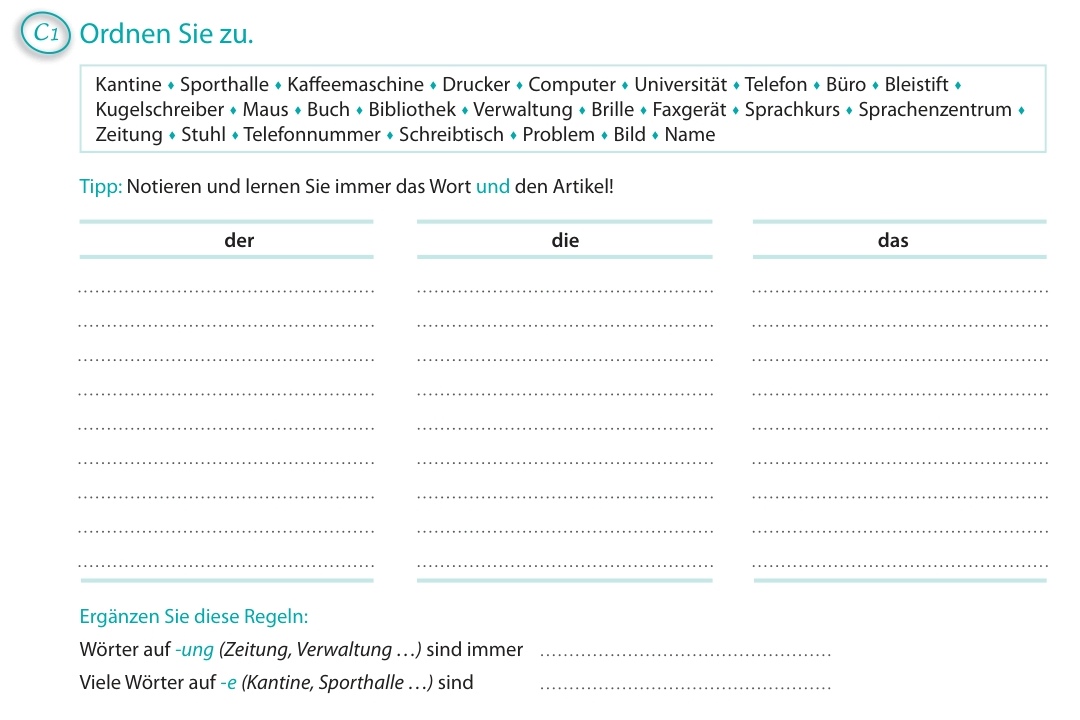 C1 Ordnen Sie zu.
Kantine ♦ Sporthalle ♦ Kaffeemaschine ♦ Drucker ♦ Computer ♦ Universität ♦ Telefon ♦ Büro ♦ Bleistift ♦
Kugelschreiber ♦ Maus ♦ Buch ♦ Bibliothek ♦ Verwaltung ♦ Brille ♦ Faxgerät ♦ Sprachkurs ♦ Sprachenzentrum ♦
Zeitung ♦ Stuhl ♦ Telefonnummer ♦ Schreibtisch ♦ Problem ♦ Bild ♦ Name
Tipp: Notieren und lernen Sie immer das Wort und den Artikel!
der die das
Ergänzen Sie diese Regeln:
Wörter auf -ung (Zeitung, Verwaltung …) sind immer
Viele Wörter auf -e (Kantine, Sporthalle …) sind